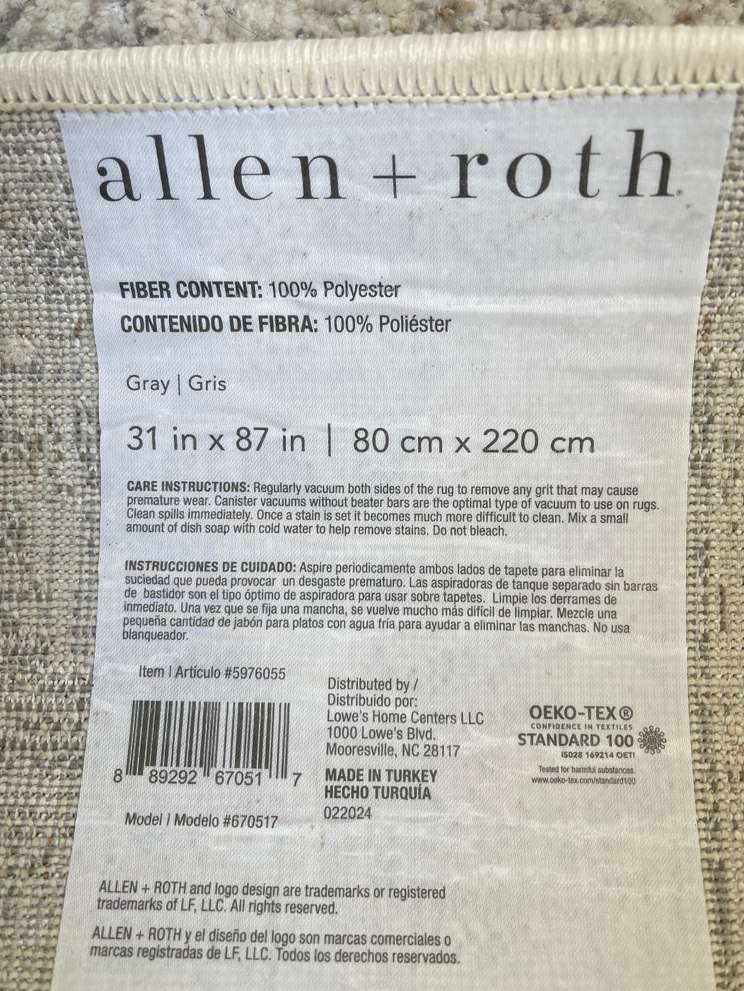 allen + roth
FIBER CONTENT: 100% Polyester
CONTENIDO DE FIBRA: 100% Poliéster
Gray | Gris
31 in x 87 in | 80 cm x 220 cm
CARE INSTRUCTIONS: Regularly vacuum both sides of the rug to remove any grit that may cause
premature wear. Canister vacuums without beater bars are the optimal type of vacuum to use on rugs.
Clean spills immediately. Once a stain is set it becomes much more difficult to clean. Mix a small
amount of dish soap with cold water to help remove stains. Do not bleach.
INSTRUCCIONES DE CUIDADO: Aspire periodicamente ambos lados de tapete para eliminar la
suciedad que pueda provocar un desgaste prematuro. Las aspiradoras de tanque separado sin barras
de bastidor son el tipo óptimo de aspiradora para usar sobre tapetes. Limpie los derrames de
inmediato. Una vez que se fija una mancha, se vuelve mucho más difícil de limpiar. Mezcle una
pequeña cantidad de jabón para platos con agua fría para ayudar a eliminar las manchas. No usa
blanqueador.
Item | Artículo #5976055
8 89292 67051 7
Model | Modelo #670517
Distributed by /
Distribuido por:
Lowe's Home Centers LLC
1000 Lowe's Blvd.
Mooresville, NC 28117
MADE IN TURKEY
HECHO TURQUÍA
022024
OEKO-TEX®
CONFIDENCE IN TEXTILES
STANDARD 100
IS028 169214 OETI
Tested for harmful substances.
www.oeko-tex.com/standard100
ALLEN + ROTH and logo design are trademarks or registered
trademarks of LF, LLC. All rights reserved.
ALLEN + ROTH y el diseño del logo son marcas comerciales o
marcas registradas de LF, LLC. Todos los derechos reservados.